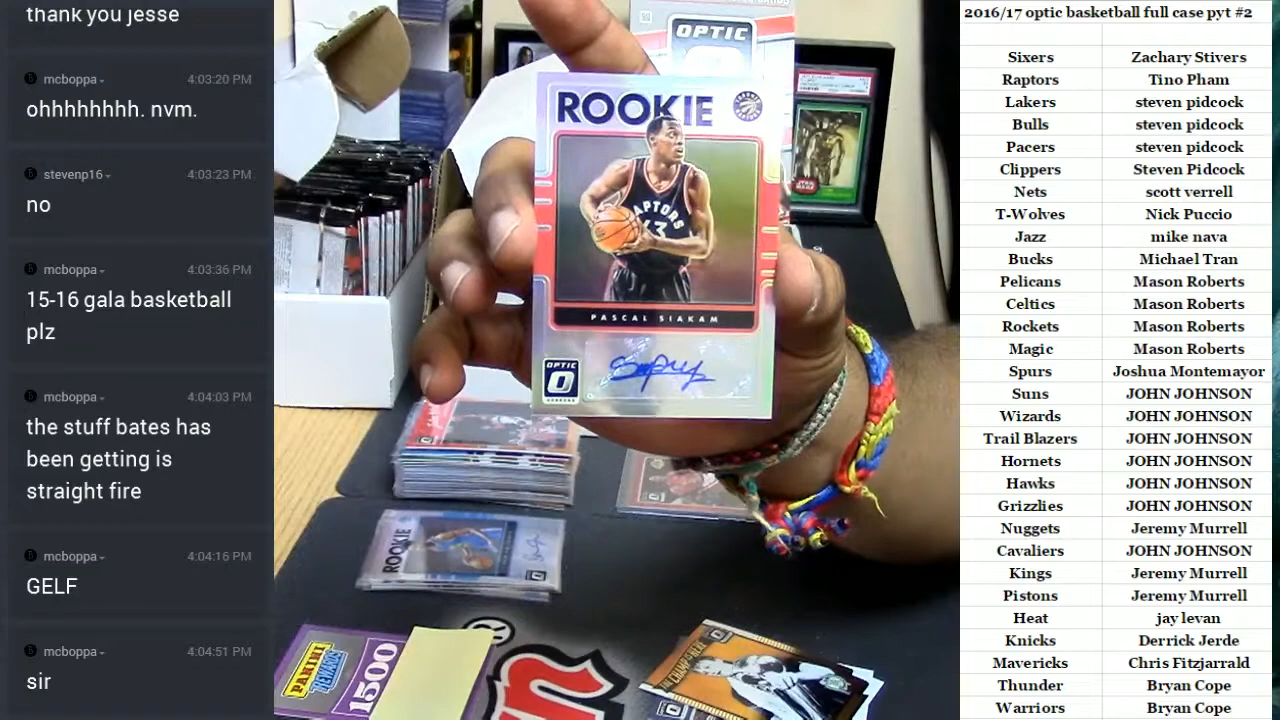 thank you jesse
mcboppa 4:03:20 PM
ohhhhhhhh. nvm.
stevenp16 4:03:23 PM
no
mcboppa 4:03:36 PM
15-16 gala basketball
plz
mcboppa 4:04:03 PM
the stuff bates has
been getting is
straight fire
mcboppa 4:04:16 PM
GELF
mcboppa 4:04:51 PM
sir
OPTIC
ROOKIE
RAPTORS
43
PASCAL SIAKAM
OPTIC
ROOKIE
PANINI
REWARDS
1500
®
STAR WARS
2016/17 optic basketball full case pyt #2
Sixers Zachary Stivers
Raptors Tino Pham
Lakers steven pidcock
Bulls steven pidcock
Pacers steven pidcock
Clippers Steven Pidcock
Nets scott verrell
T-Wolves Nick Puccio
Jazz mike nava
Bucks Michael Tran
Pelicans Mason Roberts
Celtics Mason Roberts
Rockets Mason Roberts
Magic Mason Roberts
Spurs Joshua Montemayor
Suns JOHN JOHNSON
Wizards JOHN JOHNSON
Trail Blazers JOHN JOHNSON
Hornets JOHN JOHNSON
Hawks JOHN JOHNSON
Grizzlies JOHN JOHNSON
Nuggets Jeremy Murrell
Cavaliers JOHN JOHNSON
Kings Jeremy Murrell
Pistons Jeremy Murrell
Heat jay levan
Knicks Derrick Jerde
Mavericks Chris Fitzjarrald
Thunder Bryan Cope
Warriors Bryan Cope